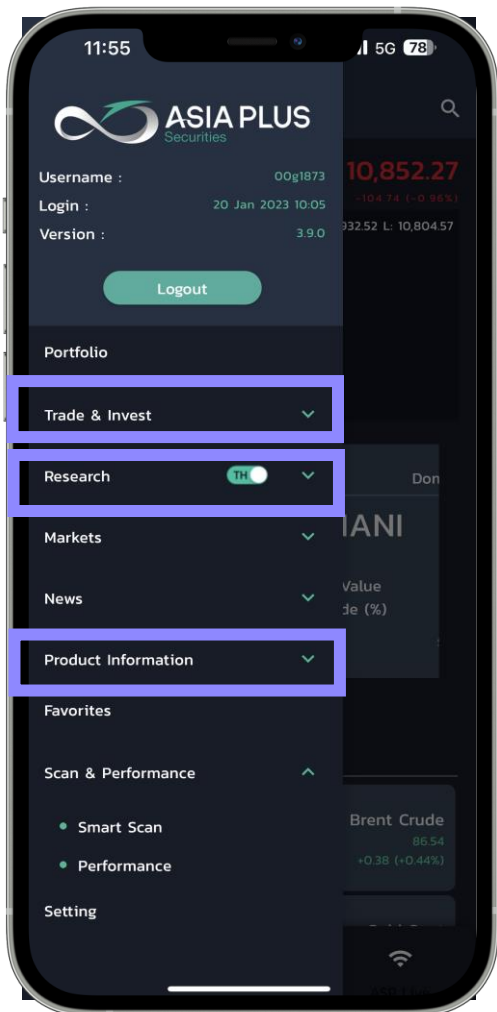 11:55
5G 78
ASIA PLUS
Securities
Username : 00g1873
Login : 20 Jan 2023 10:05
Version : 3.9.0
Logout
10,852.27
-104.74 (-0.96%)
932.52 L: 10,804.57
Portfolio
Trade & Invest
Research TH
Don
Markets
IANI
News
Value
de (%)
Product Information
Favorites
Scan & Performance
Smart Scan
Performance
Brent Crude
86.54
+0.38 (+0.44%)
Setting